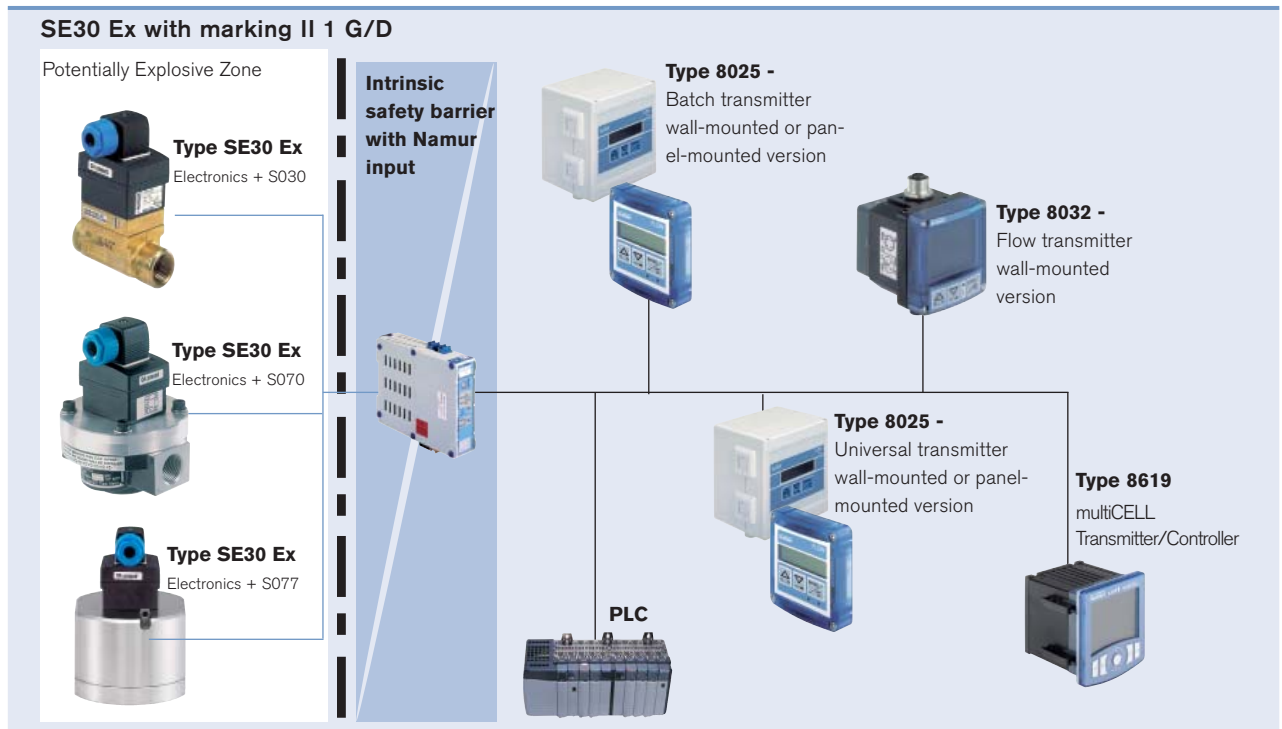 SE30 Ex with marking II 1 G/D
Potentially Explosive Zone
Type SE30 Ex
Electronics + S030
Type SE30 Ex
Electronics + S070
Type SE30 Ex
Electronics + S077
Intrinsic
safety barrier
with Namur
input
Type 8025 -
Batch transmitter
wall-mounted or pan-
el-mounted version
Type 8032 -
Flow transmitter
wall-mounted
version
Type 8025 -
Universal transmitter
wall-mounted or panel-
mounted version
Type 8619
multiCELL
Transmitter/Controller
PLC